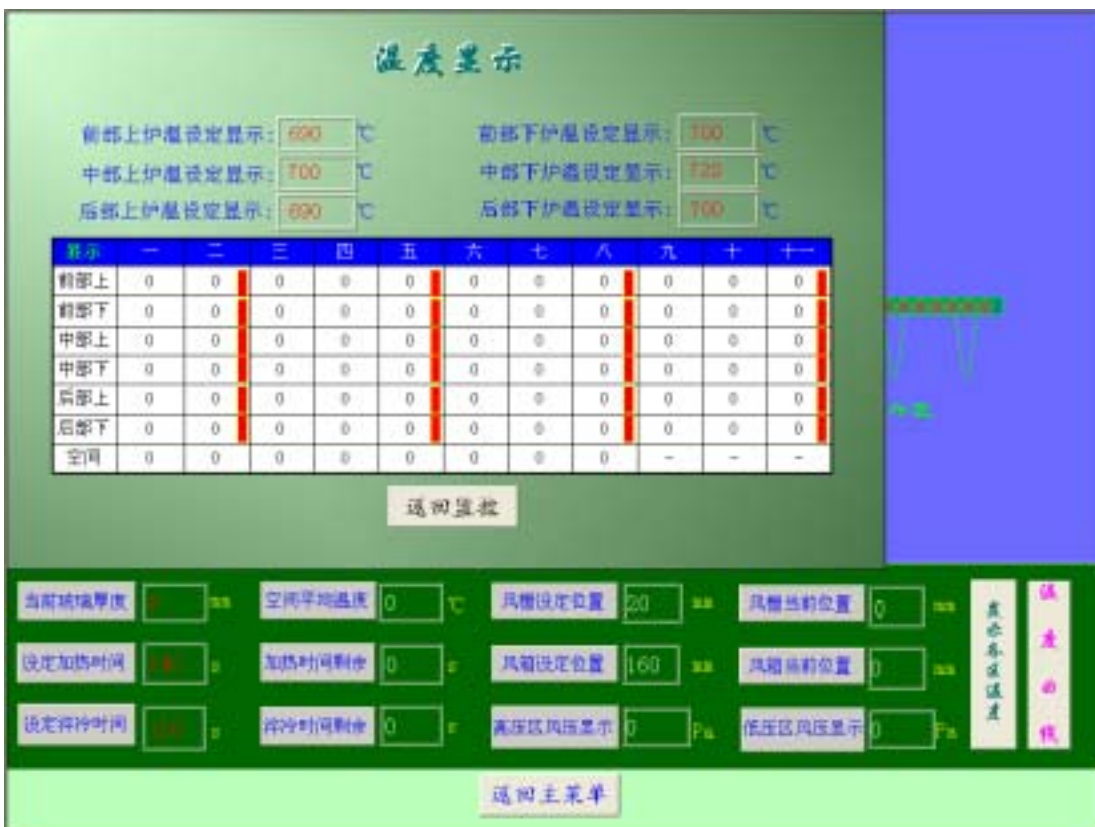 温度显示
前部上炉温设定显示: 690 ℃ 前部下炉温设定显示: 700 ℃
中部上炉温设定显示: 700 ℃ 中部下炉温设定显示: 720 ℃
后部上炉温设定显示: 690 ℃ 后部下炉温设定显示: 700 ℃
显示 一 二 三 四 五 六 七 八 九 十 十一
前部上 0 0 0 0 0 0 0 0 0 0 0
前部下 0 0 0 0 0 0 0 0 0 0 0
中部上 0 0 0 0 0 0 0 0 0 0 0
中部下 0 0 0 0 0 0 0 0 0 0 0
后部上 0 0 0 0 0 0 0 0 0 0 0
后部下 0 0 0 0 0 0 0 0 0 0 0
空间 0 0 0 0 0 0 0 0 - - -
返回监控
当前玻璃厚度 mm 空间平均温度 0 ℃ 风栅设定位置 20 mm 风栅当前位置 0 mm
设定加热时间 s 加热时间剩余 0 s 风箱设定位置 160 mm 风箱当前位置 0 mm
设定淬冷时间 s 淬冷时间剩余 0 s 高压区风压显示 0 Pa 低压区风压显示 0 Pa
显示各区温度
温度曲线
返回主菜单